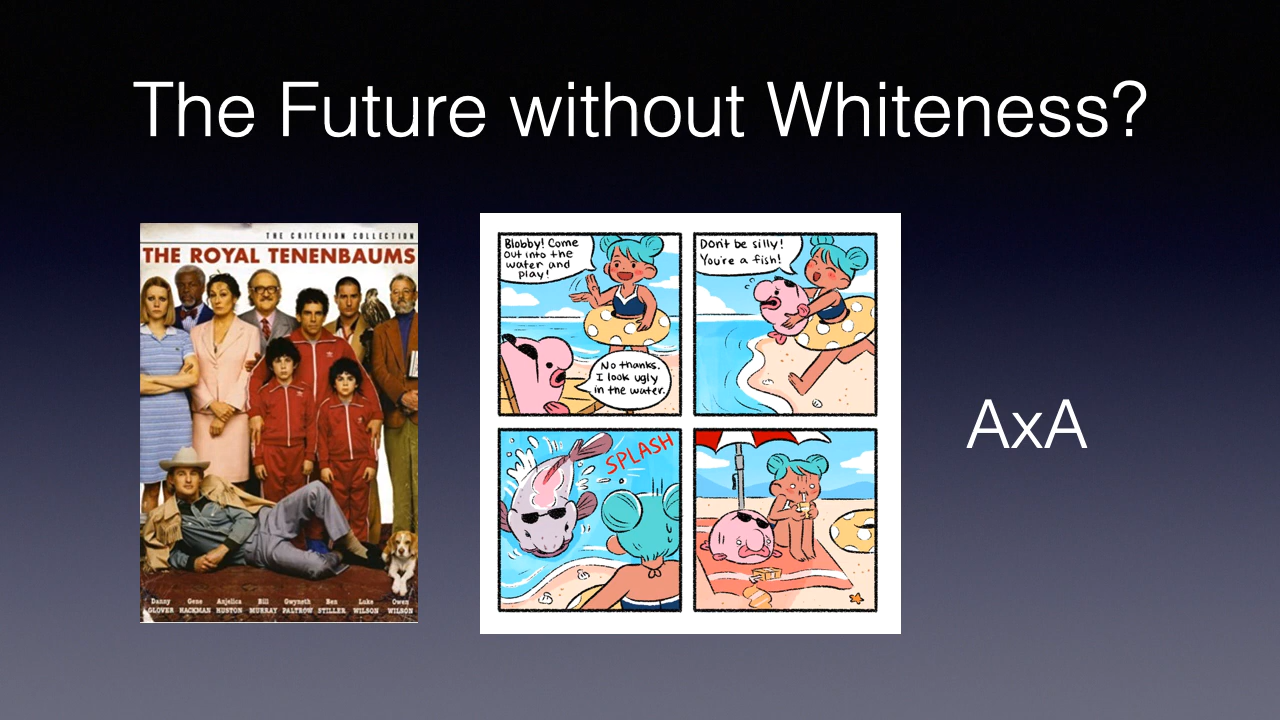 The Future without Whiteness?
THE CRITERION COLLECTION
THE ROYAL TENENBAUMS
Danny Gene Anjelica Bill Gwyneth Ben Luke Owen
GLOVER HACKMAN HUSTON MURRAY PALTROW STILLER WILSON WILSON
Blobby! Come
out into the
water and
play!
No thanks.
I look ugly
in the water.
Don't be silly!
You're a fish!
SPLASH
AxA